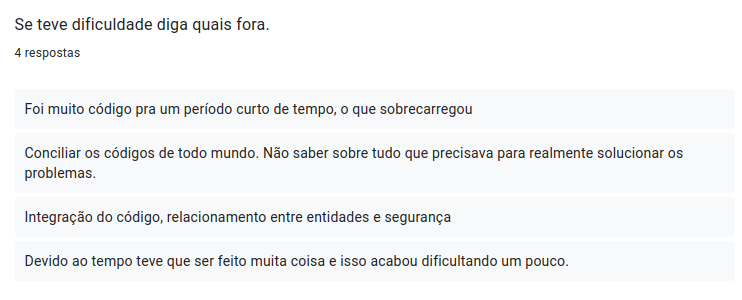 Se teve dificuldade diga quais fora.
4 respostas
Foi muito código pra um período curto de tempo, o que sobrecarregou
Conciliar os códigos de todo mundo. Não saber sobre tudo que precisava para realmente solucionar os
problemas.
Integração do código, relacionamento entre entidades e segurança
Devido ao tempo teve que ser feito muita coisa e isso acabou dificultando um pouco.